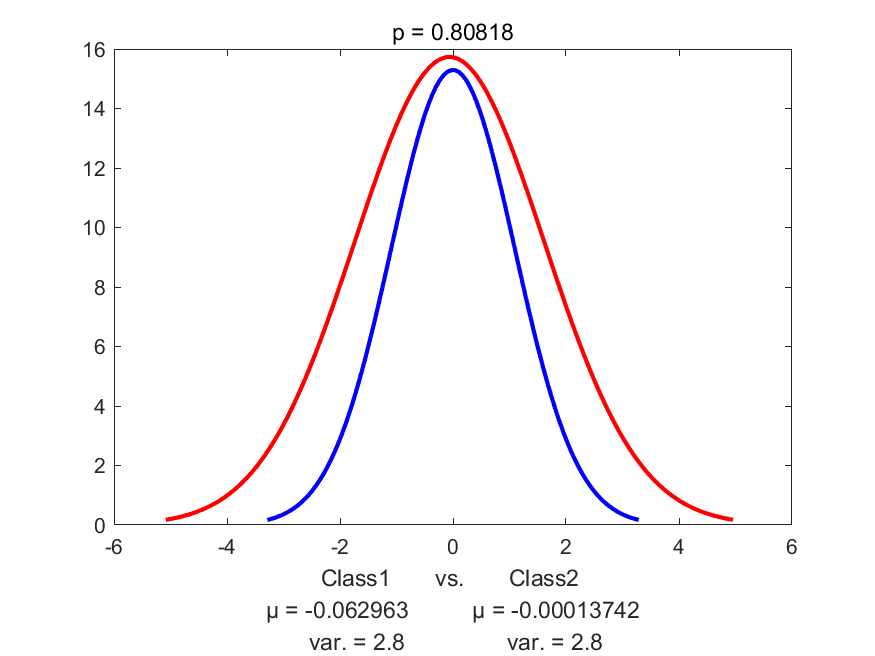 p = 0.80818
16
14
12
10
8
6
4
2
0
-6 -4 -2 0 2 4 6
Class1 vs. Class2
μ = -0.062963 μ = -0.00013742
var. = 2.8 var. = 2.8